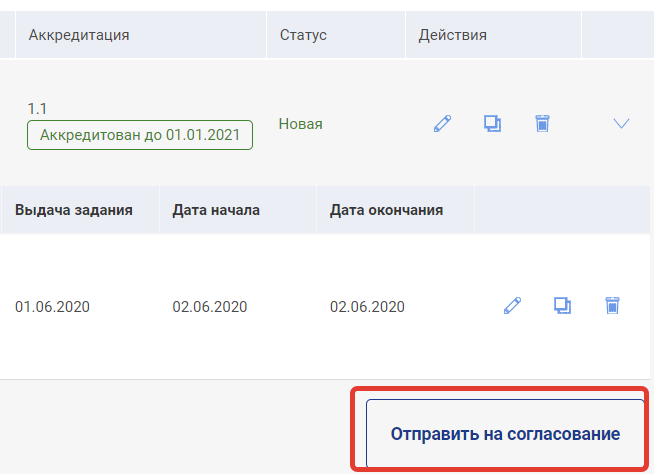 Аккредитация Статус Действия
1.1
Аккредитован до 01.01.2021 Новая
Выдача задания Дата начала Дата окончания
01.06.2020 02.06.2020 02.06.2020
Отправить на согласование